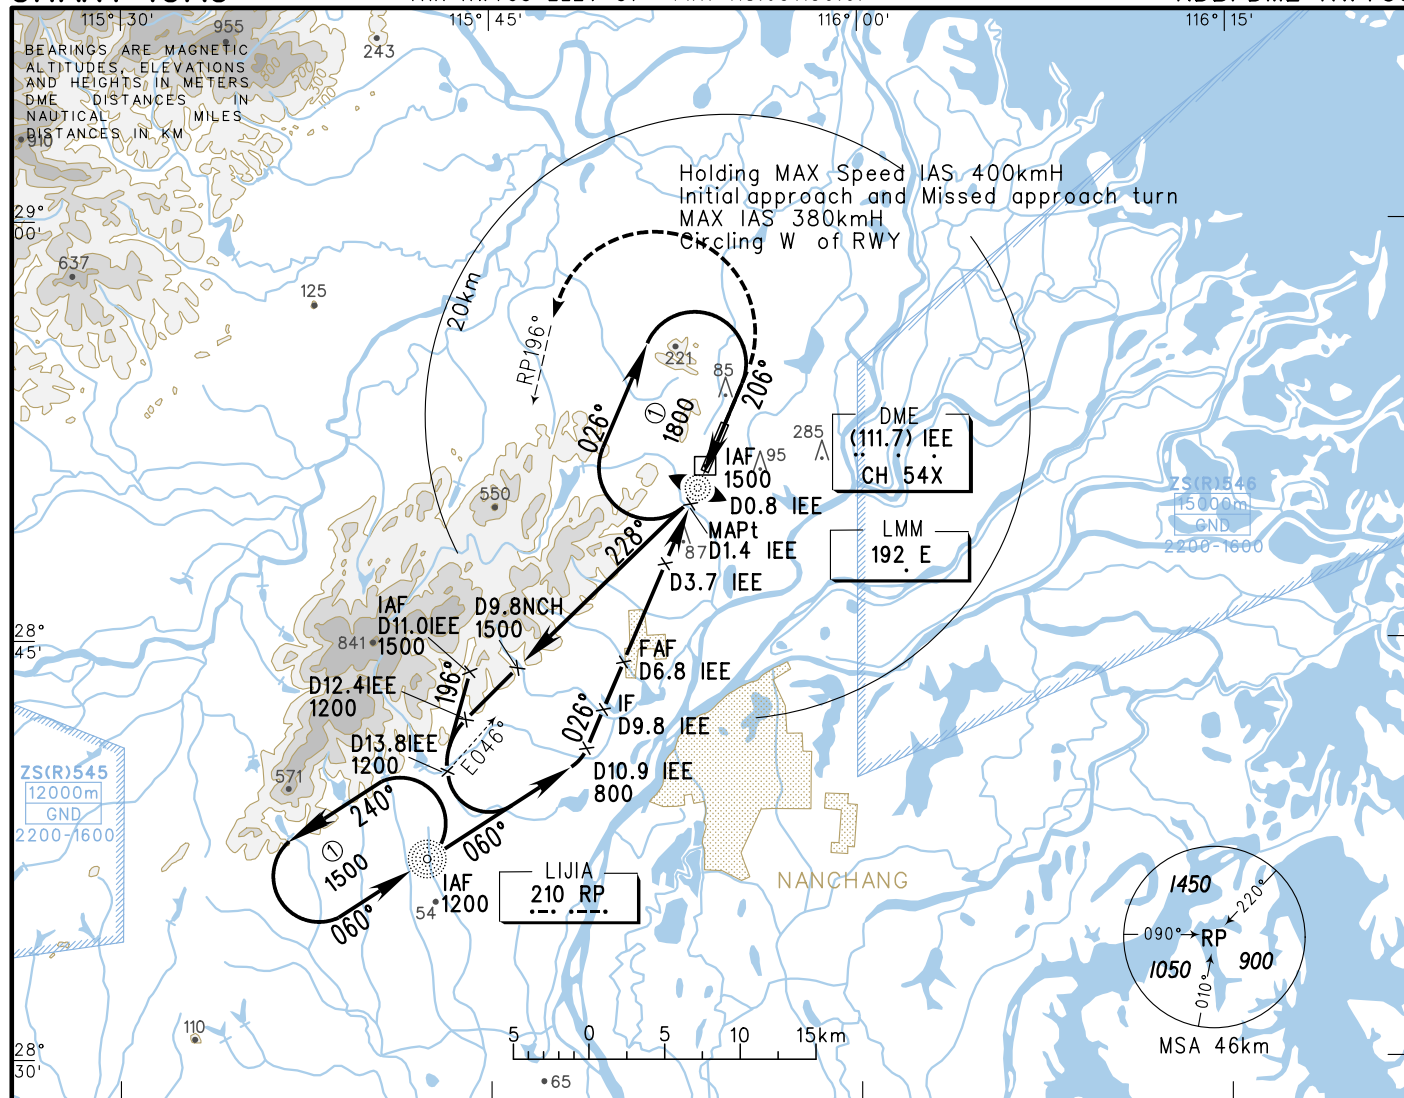 115°30'
115°45'
116°00'
116°15'
BEARINGS ARE MAGNETIC
ALTITUDES, ELEVATIONS
AND HEIGHTS IN METERS
DME DISTANCES IN
NAUTICAL MILES
DISTANCES IN KM
955
243
800
500
300
910
Holding MAX Speed IAS 400kmH
Initial approach and Missed approach turn
MAX IAS 380kmH
Circling W of RWY
29°
00'
637
125
20km
RP196°
221
85
206°
026°
①
1800
285
95
DME
(111.7) IEE
CH 54X
IAF
1500
D0.8 IEE
550
ZS(R)546
15000m
GND
2200-1600
LMM
192 E
MAPt
D1.4 IEE
87
228°
D3.7 IEE
IAF
D11.0IEE
1500
D9.8NCH
1500
841
28°
45'
FAF
D6.8 IEE
D12.4IEE
1200
196°
IF
D9.8 IEE
026°
D13.8IEE
1200
E046°
D10.9 IEE
800
ZS(R)545
12000m
GND
2200-1600
571
240°
060°
①
1500
060°
IAF
1200
54
LIJIA
210 RP
NANCHANG
1450
220°
090°
RP
1050
900
010°
MSA 46km
110
5 0 5 10 15km
65
28°
30'